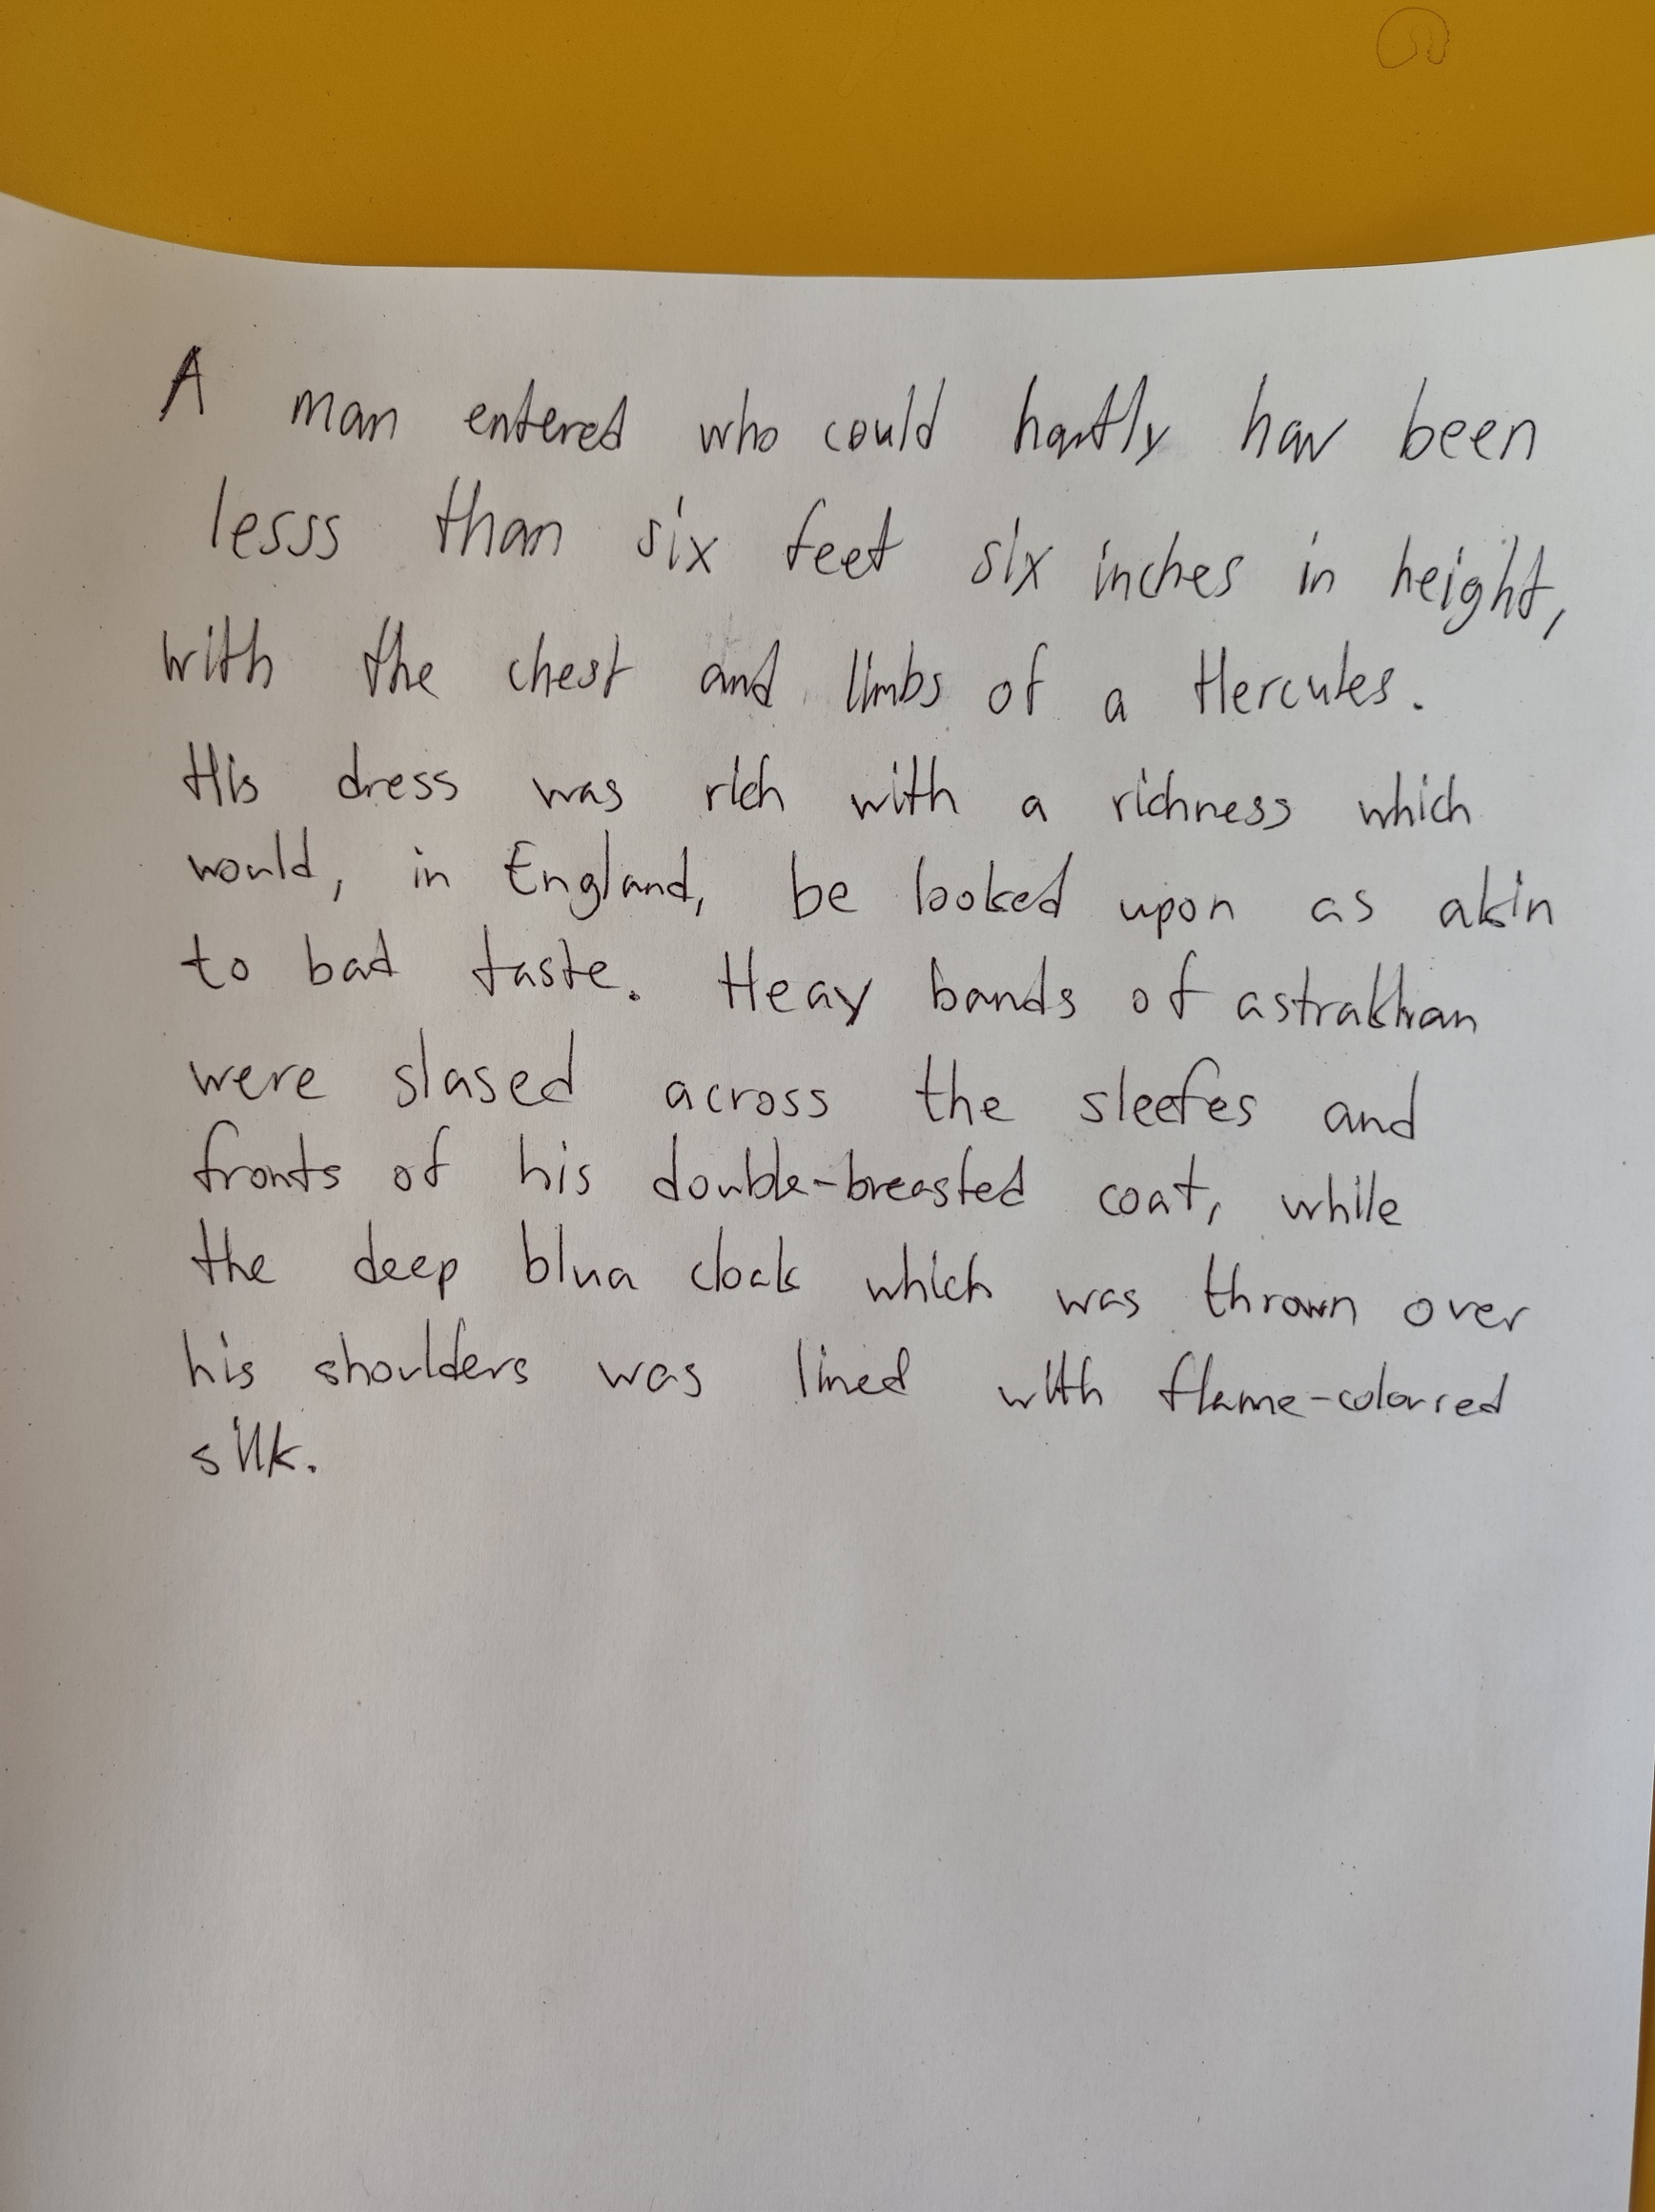 A man entered who could hartly hav been
lesss than six feet six inches in height,
with the chest and limbs of a Hercules.
His dress was rich with a richness which
would, in England, be looked upon as akin
to bad taste. Heavy bands of astrakhan
were slased across the sleefes and
fronts of his double-breasted coat, while
the deep blua cloak which was thrown over
his shoulders was lined with flame-colourred
silk.